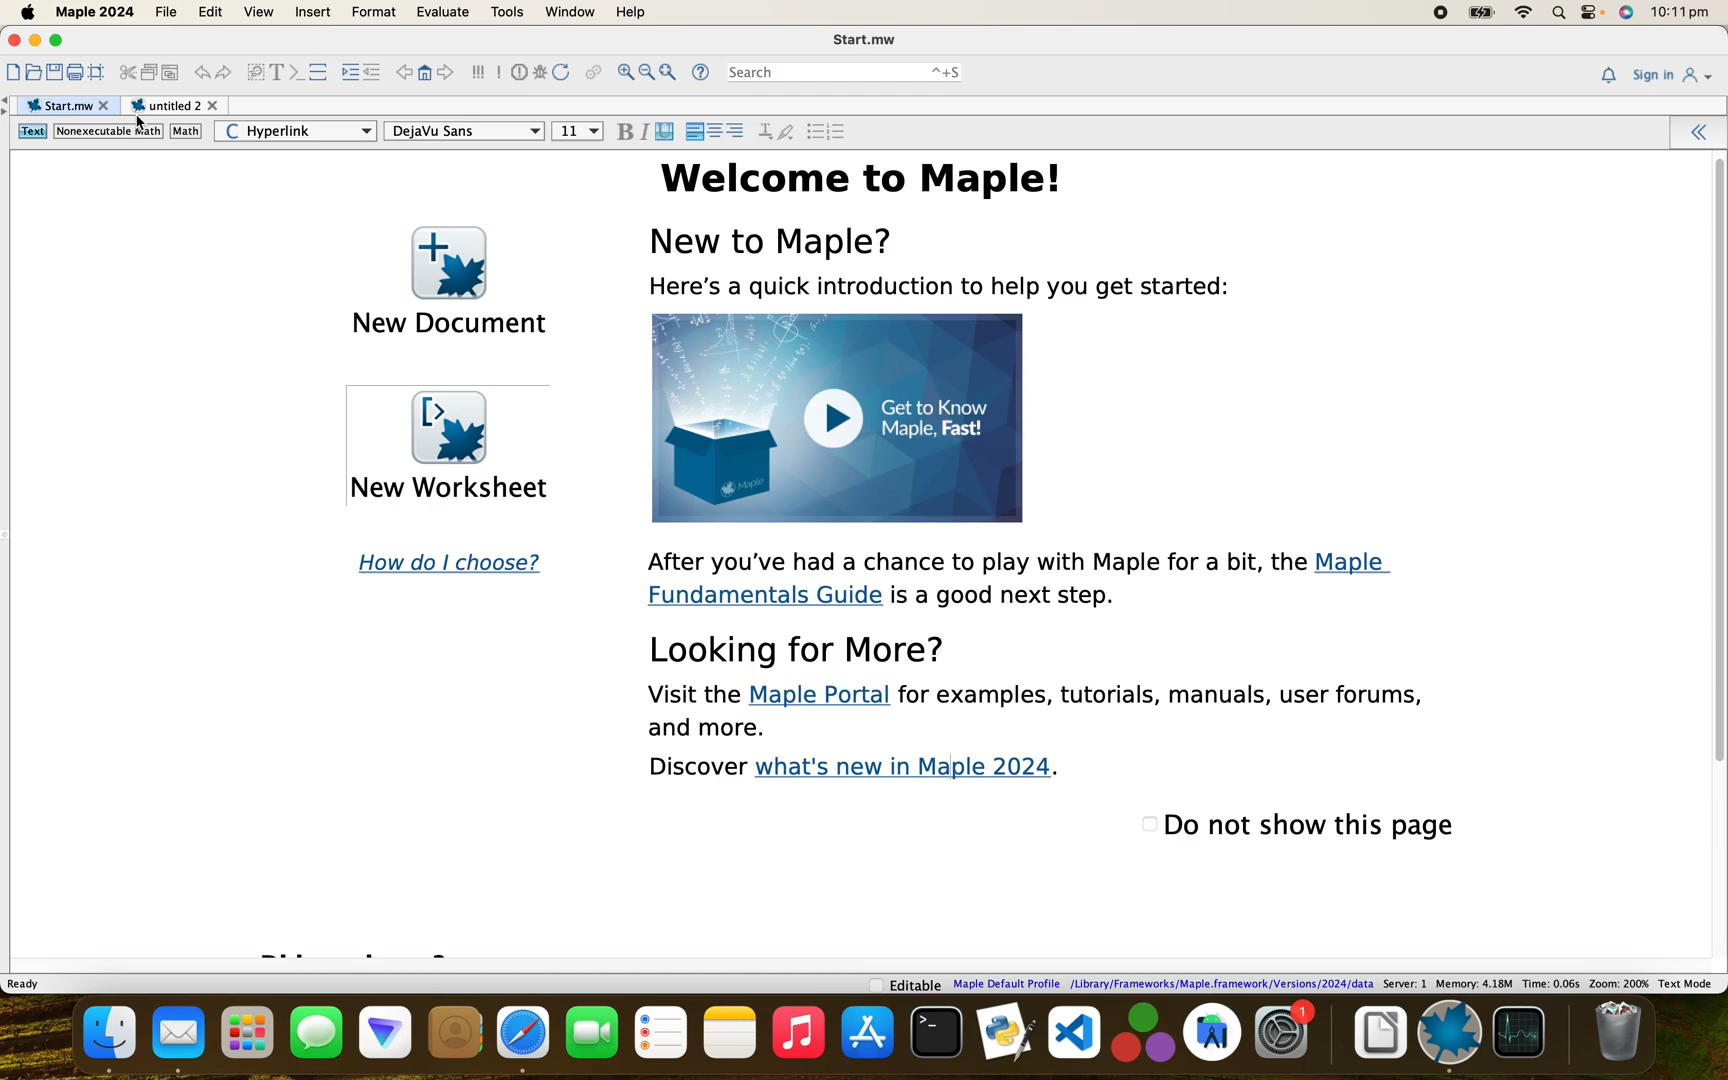 Maple 2024 File Edit View Insert Format Evaluate Tools Window Help 10:11 pm
Start.mw
Search ^+S Sign in
Start.mw untitled 2
Text Nonexecutable Math Math C Hyperlink DejaVu Sans 11 B I U
Welcome to Maple!
New to Maple?
Here's a quick introduction to help you get started:
New Document
Get to Know
Maple, Fast!
Maple
New Worksheet
How do I choose?
After you've had a chance to play with Maple for a bit, the Maple
Fundamentals Guide is a good next step.
Looking for More?
Visit the Maple Portal for examples, tutorials, manuals, user forums,
and more.
Discover what's new in Maple 2024.
Do not show this page
Ready Editable Maple Default Profile /Library/Frameworks/Maple.framework/Versions/2024/data Server: 1 Memory: 4.18M Time: 0.06s Zoom: 200% Text Mode
1